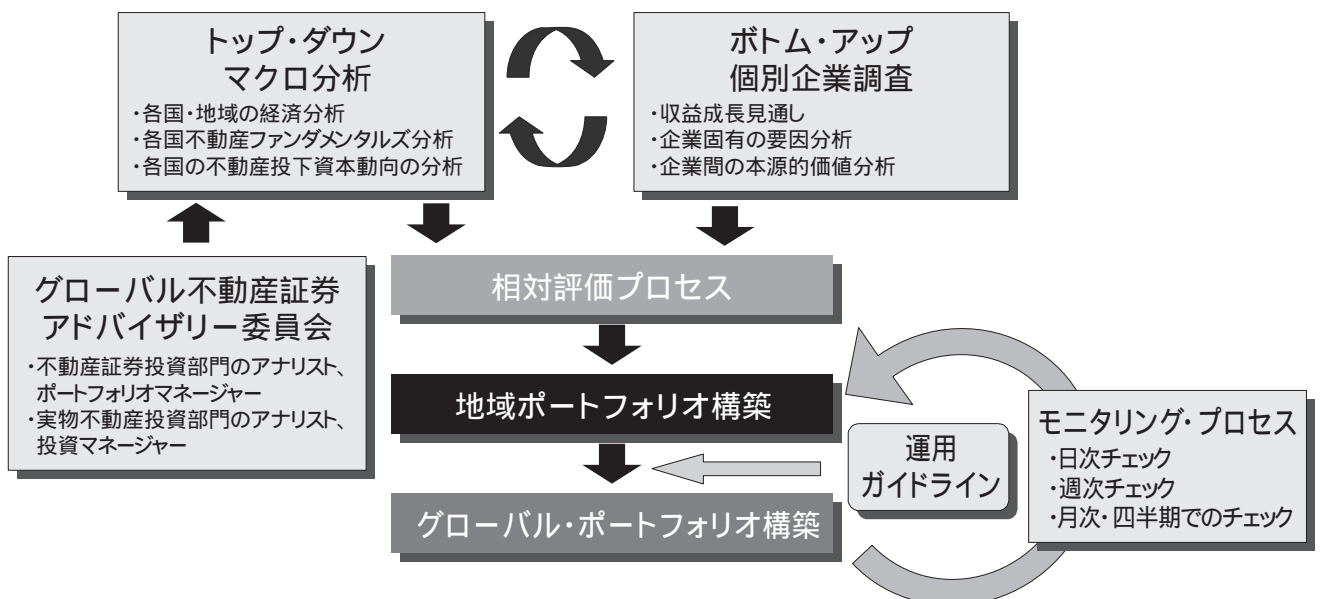 トップ・ダウン
マクロ分析
・各国・地域の経済分析
・各国不動産ファンダメンタルズ分析
・各国の不動産投下資本動向の分析
ボトム・アップ
個別企業調査
・収益成長見通し
・企業固有の要因分析
・企業間の本源的価値分析
グローバル不動産証券
アドバイザリー委員会
・不動産証券投資部門のアナリスト、
ポートフォリオマネージャー
・実物不動産投資部門のアナリスト、
投資マネージャー
相対評価プロセス
地域ポートフォリオ構築
グローバル・ポートフォリオ構築
運用
ガイドライン
モニタリング・プロセス
・日次チェック
・週次チェック
・月次・四半期でのチェック